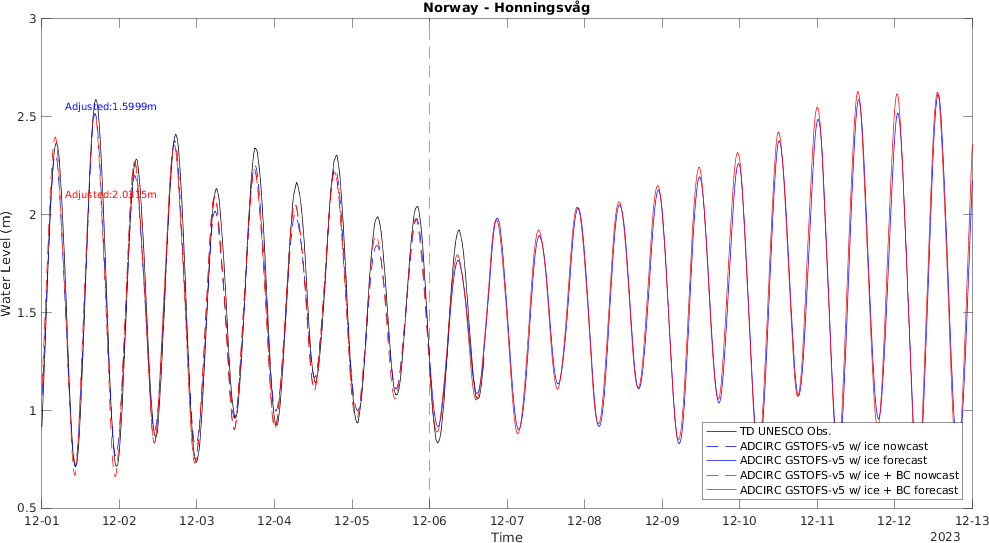 Norway - Honningsvåg
3
2.5
2
1.5
1
0.5
Water Level (m)
Adjusted:1.5999m
Adjusted:2.0315m
TD UNESCO Obs.
ADCIRC GSTOFS-v5 w/ ice nowcast
ADCIRC GSTOFS-v5 w/ ice forecast
ADCIRC GSTOFS-v5 w/ ice + BC nowcast
ADCIRC GSTOFS-v5 w/ ice + BC forecast
12-01 12-02 12-03 12-04 12-05 12-06 12-07 12-08 12-09 12-10 12-11 12-12 12-13
Time
2023